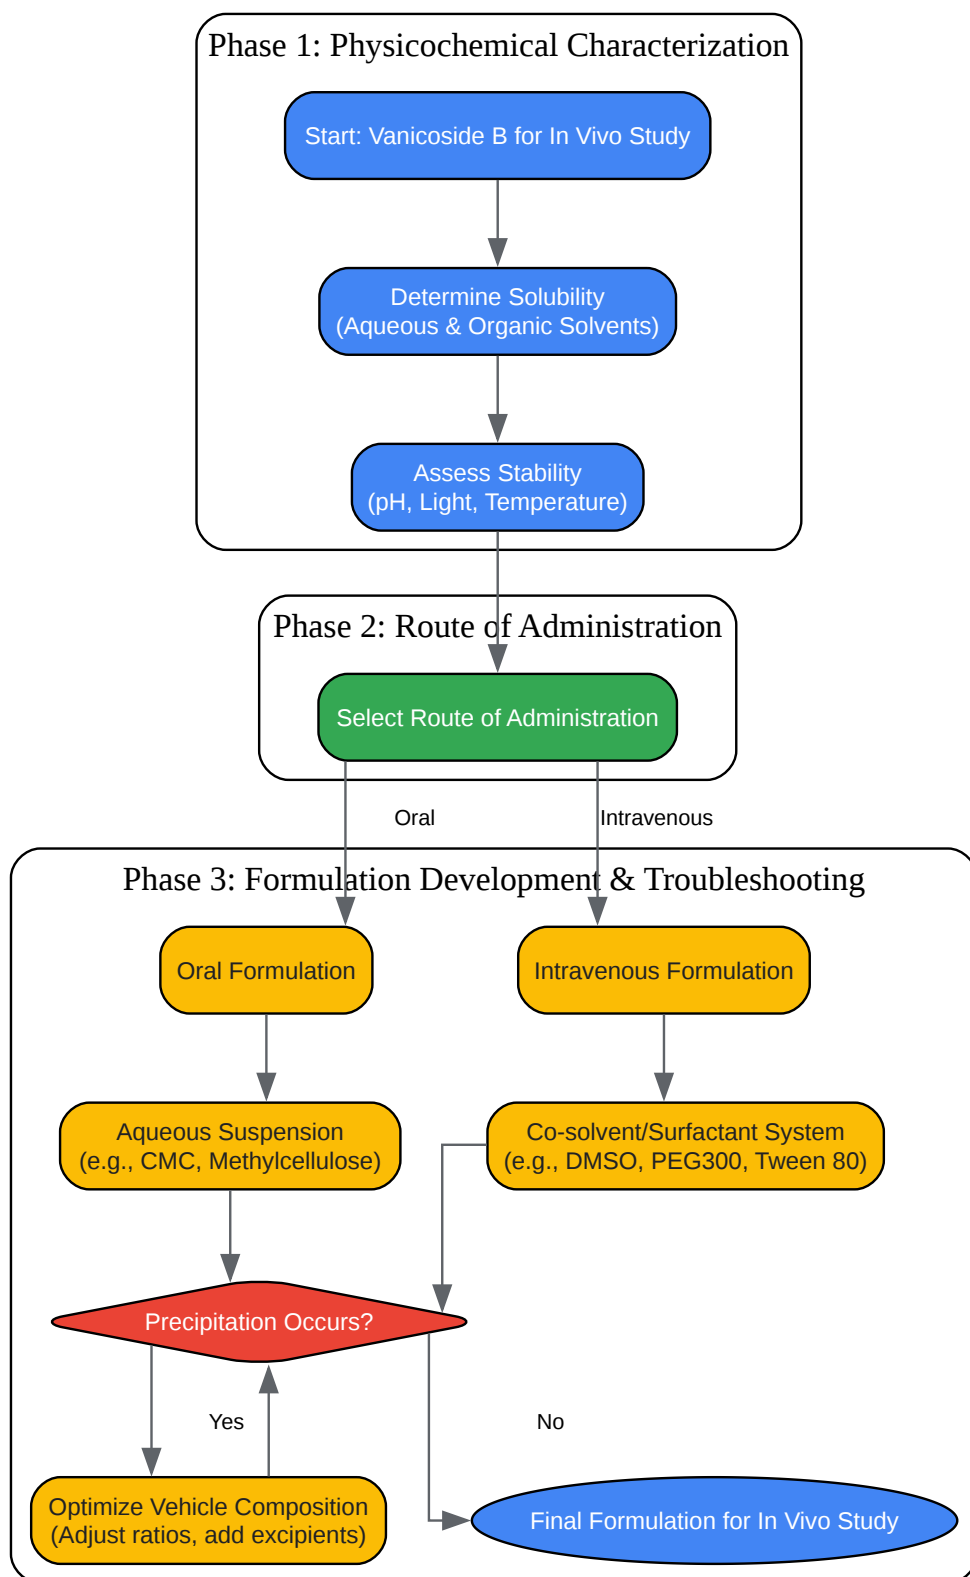 Phase 1: Physicochemical Characterization
Start: Vanicoside B for In Vivo Study
Determine Solubility
(Aqueous & Organic Solvents)
Assess Stability
(pH, Light, Temperature)
Phase 2: Route of Administration
Select Route of Administration
Oral
Intravenous
Phase 3: Formulation Development & Troubleshooting
Oral Formulation
Intravenous Formulation
Aqueous Suspension
(e.g., CMC, Methylcellulose)
Co-solvent/Surfactant System
(e.g., DMSO, PEG300, Tween 80)
Precipitation Occurs?
Yes
No
Optimize Vehicle Composition
(Adjust ratios, add excipients)
Final Formulation for In Vivo Study